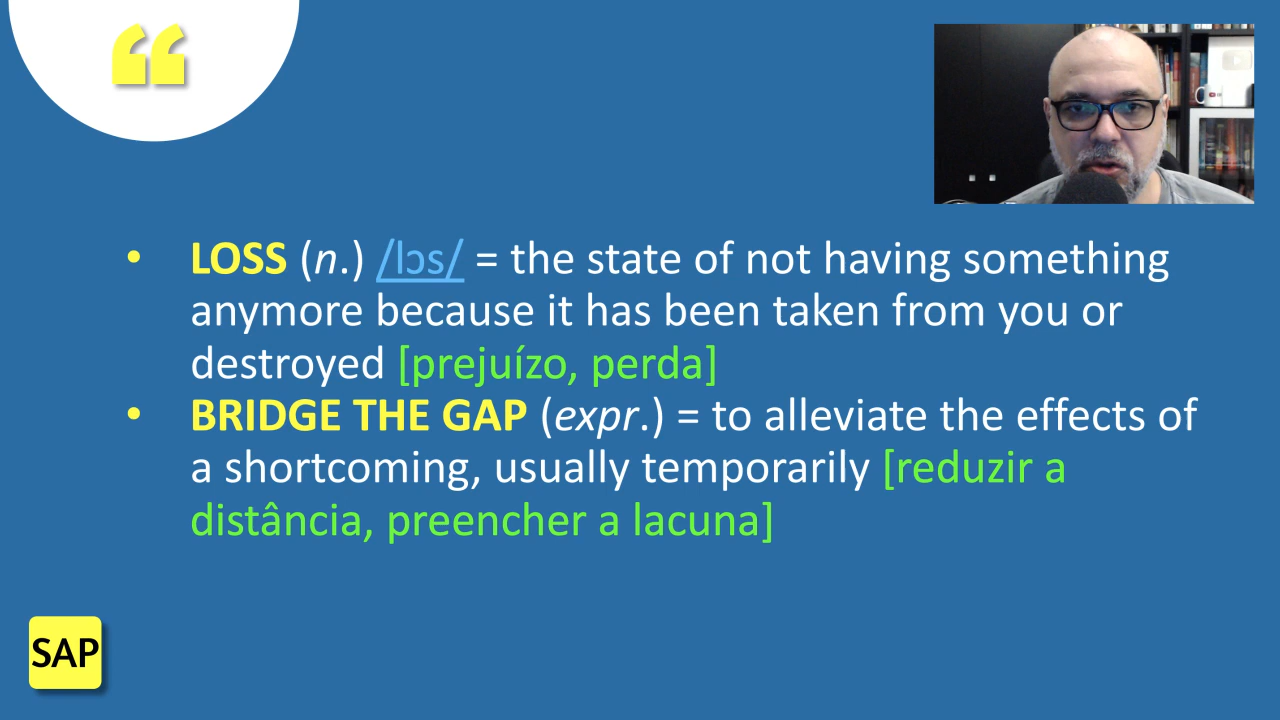 “
• LOSS (n.) /lɔs/ = the state of not having something
anymore because it has been taken from you or
destroyed [prejuízo, perda]
• BRIDGE THE GAP (expr.) = to alleviate the effects of
a shortcoming, usually temporarily [reduzir a
distância, preencher a lacuna]
SAP